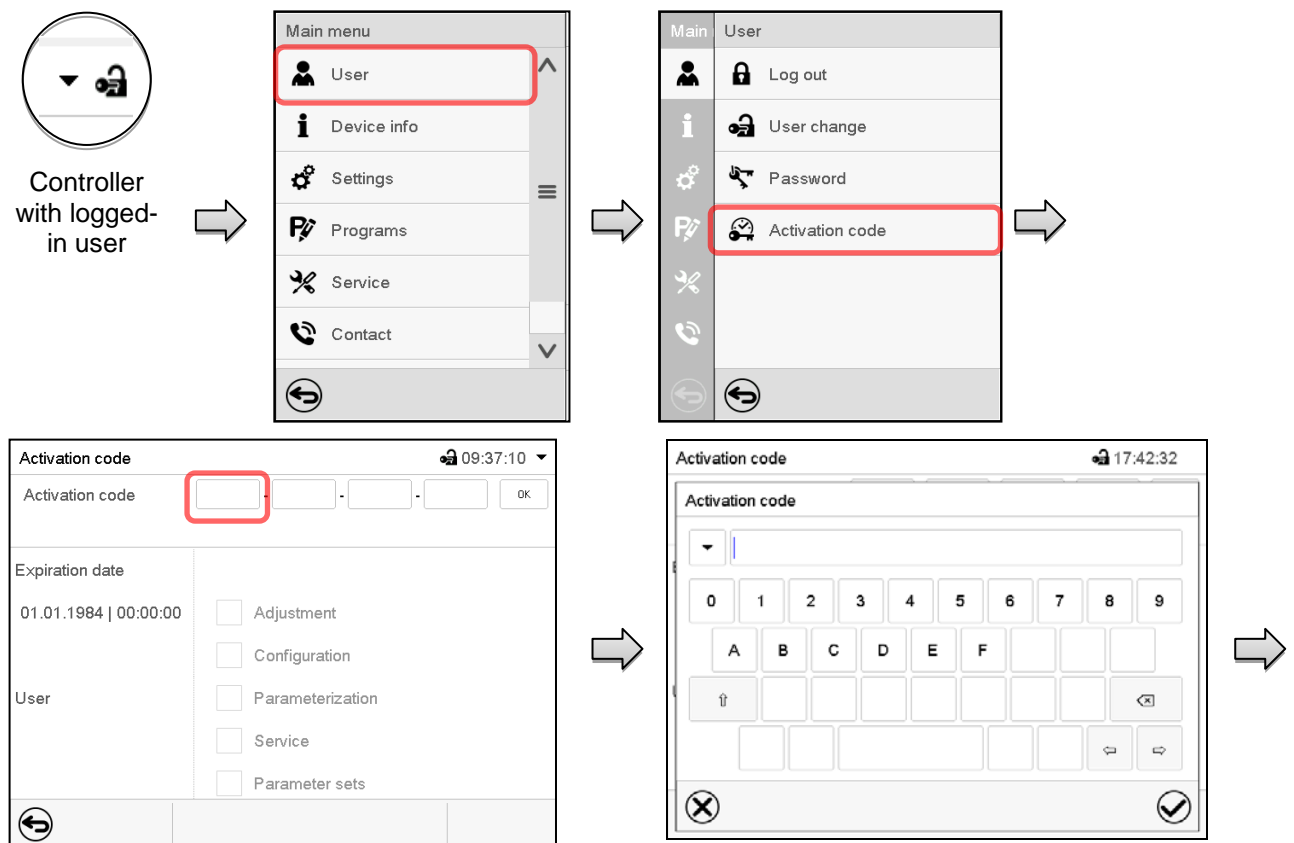 Controller
with logged-
in user
Main menu
User
Device info
Settings
Programs
Service
Contact
Main
User
Log out
User change
Password
Activation code
Activation code
09:37:10
Activation code
- - -
OK
Expiration date
01.01.1984 | 00:00:00
Adjustment
Configuration
User
Parameterization
Service
Parameter sets
Activation code
17:42:32
Activation code
0 1 2 3 4 5 6 7 8 9
A B C D E F